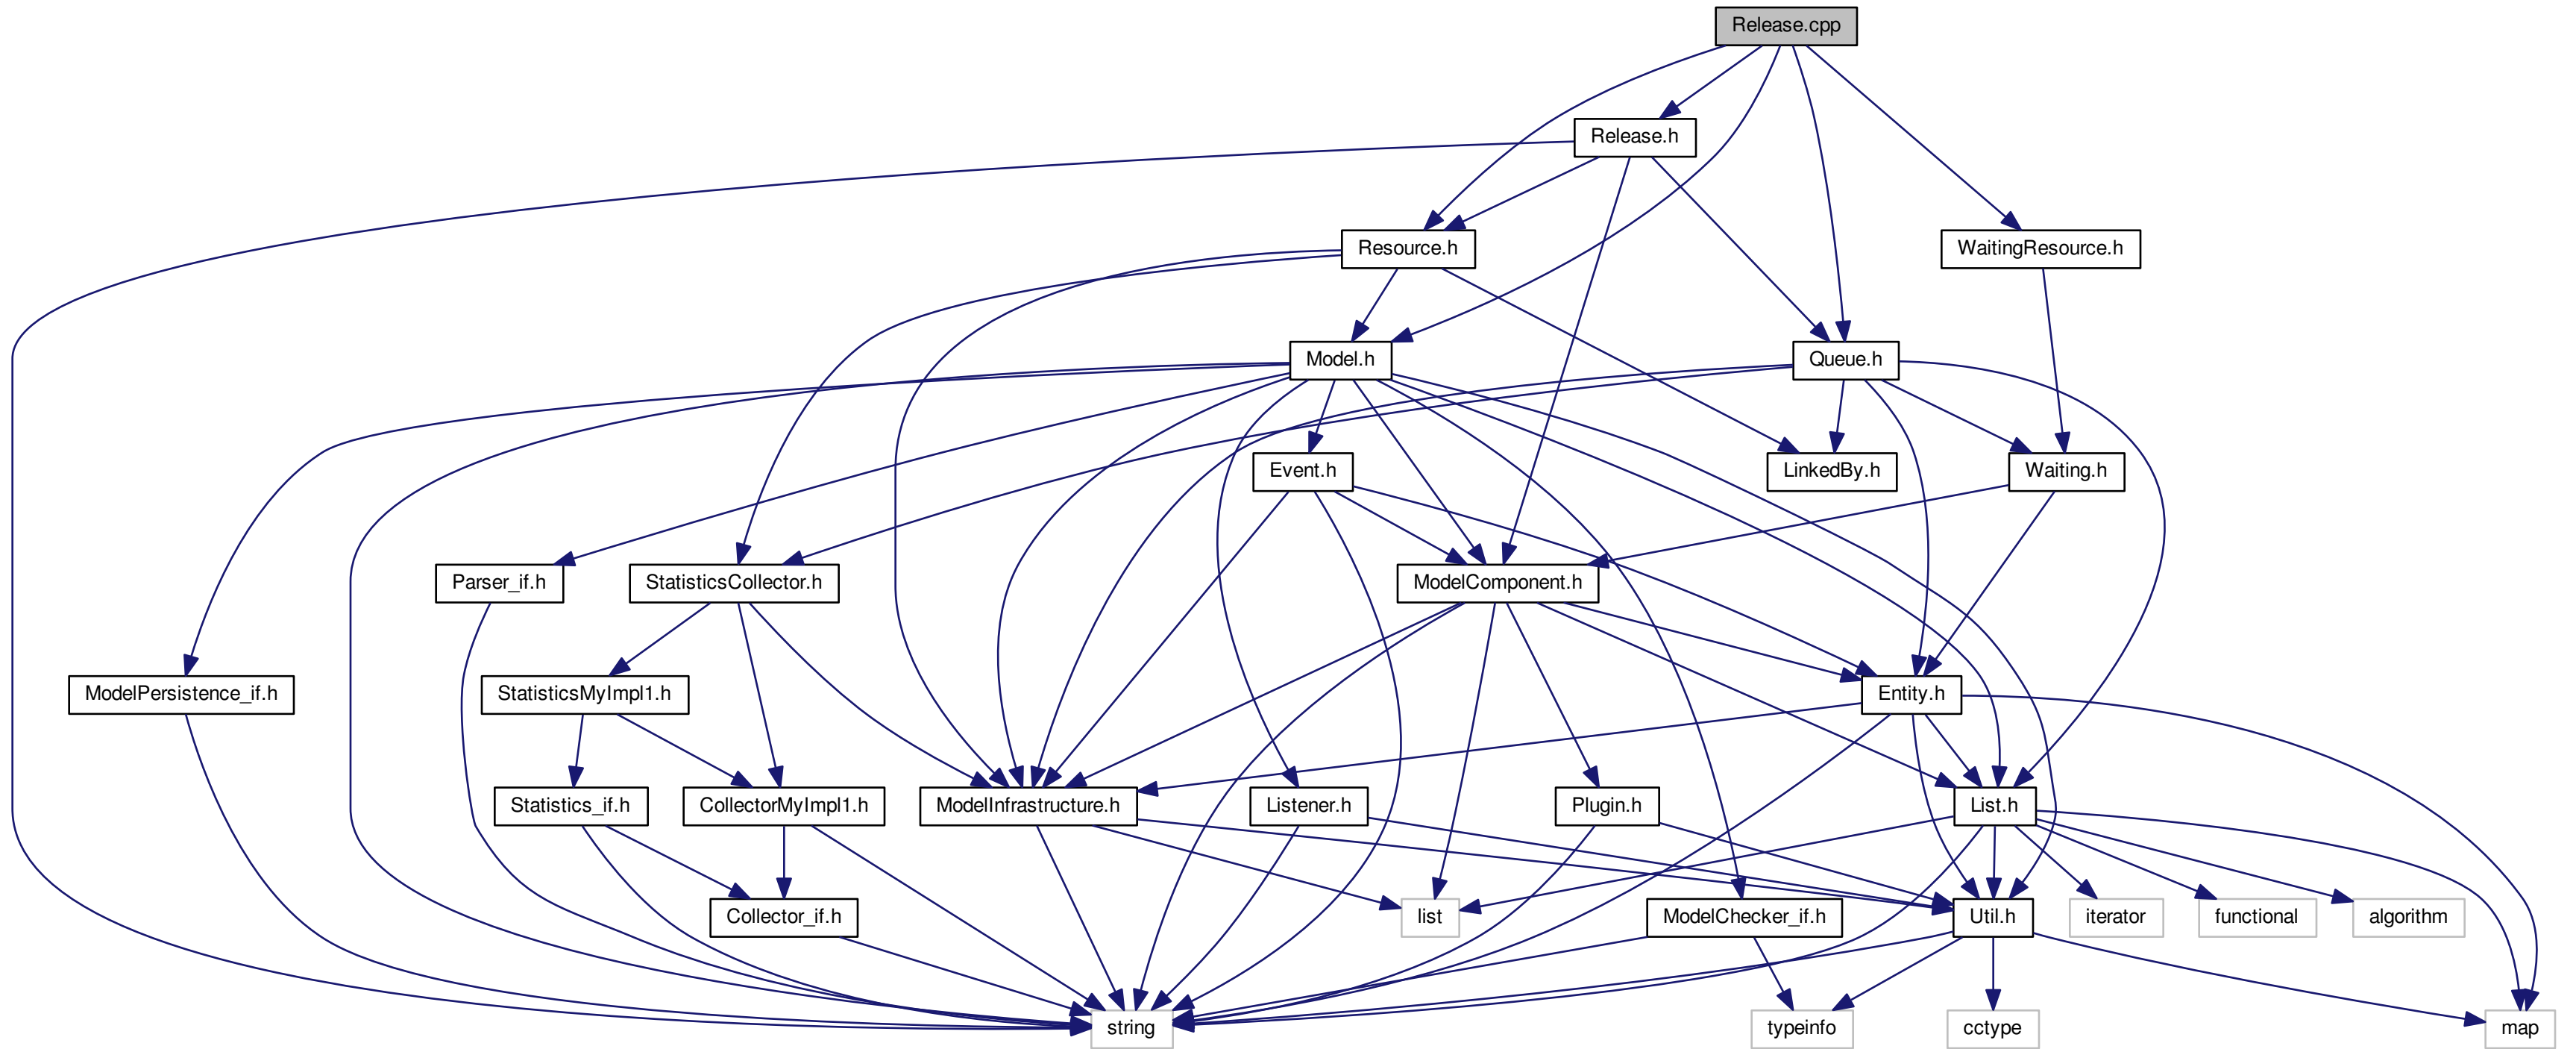 Release.cpp
Release.h
Resource.h
WaitingResource.h
Model.h
Queue.h
Event.h
LinkedBy.h
Waiting.h
Parser_if.h
StatisticsCollector.h
ModelComponent.h
ModelPersistence_if.h
StatisticsMyImpl1.h
Entity.h
Statistics_if.h
CollectorMyImpl1.h
ModelInfrastructure.h
Listener.h
Plugin.h
List.h
Collector_if.h
list
ModelChecker_if.h
Util.h
iterator
functional
algorithm
string
typeinfo
cctype
map